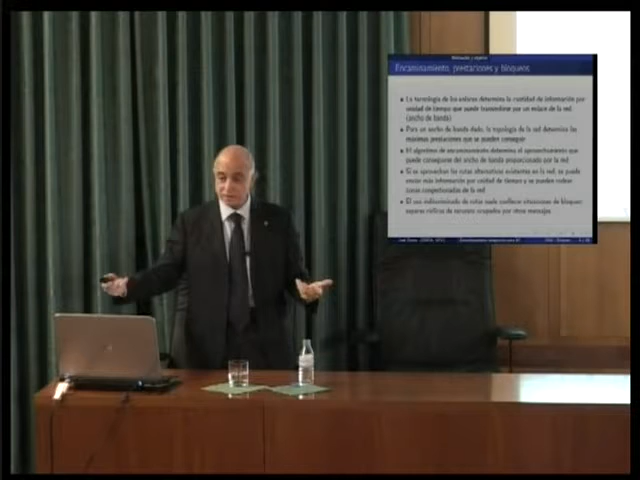 Motivación y objetivo
Encaminamiento, prestaciones y bloqueos
La tecnología de los enlaces determina la cantidad de información por
unidad de tiempo que puede transmitirse por un enlace de la red
(ancho de banda)
Para un ancho de banda dado, la topología de la red determina las
máximas prestaciones que se pueden conseguir
El algoritmo de encaminamiento determina el aprovechamiento que
puede conseguirse del ancho de banda proporcionado por la red
Si se aprovechan las rutas alternativas existentes en la red, se puede
enviar más información por unidad de tiempo y se pueden rodear
zonas congestionadas de la red
El uso indiscriminado de rutas suele conllevar situaciones de bloqueo:
esperas cíclicas de recursos ocupados por otros mensajes